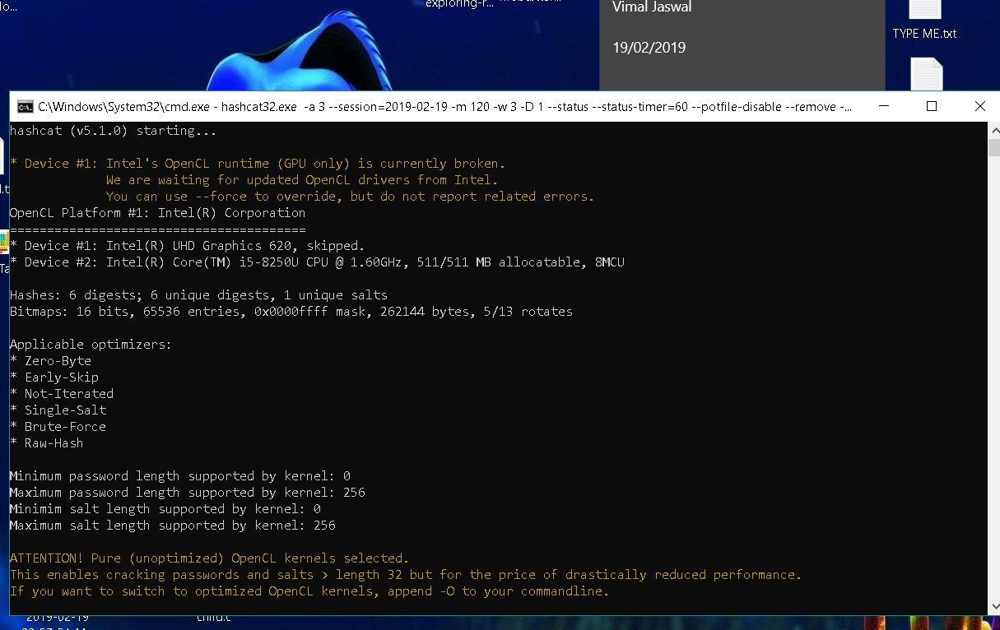 Vimal Jaswal
19/02/2019
TYPE ME.txt
C:\Windows\System32\cmd.exe - hashcat32.exe  -a 3 --session=2019-02-19 -m 120 -w 3 -D 1 --status --status-timer=60 --potfile-disable --remove -...
hashcat (v5.1.0) starting...
* Device #1: Intel's OpenCL runtime (GPU only) is currently broken.
We are waiting for updated OpenCL drivers from Intel.
You can use --force to override, but do not report related errors.
OpenCL Platform #1: Intel(R) Corporation
========================================
* Device #1: Intel(R) UHD Graphics 620, skipped.
* Device #2: Intel(R) Core(TM) i5-8250U CPU @ 1.60GHz, 511/511 MB allocatable, 8MCU
Hashes: 6 digests; 6 unique digests, 1 unique salts
Bitmaps: 16 bits, 65536 entries, 0x0000ffff mask, 262144 bytes, 5/13 rotates
Applicable optimizers:
* Zero-Byte
* Early-Skip
* Not-Iterated
* Single-Salt
* Brute-Force
* Raw-Hash
Minimum password length supported by kernel: 0
Maximum password length supported by kernel: 256
Minimim salt length supported by kernel: 0
Maximum salt length supported by kernel: 256
ATTENTION! Pure (unoptimized) OpenCL kernels selected.
This enables cracking passwords and salts > length 32 but for the price of drastically reduced performance.
If you want to switch to optimized OpenCL kernels, append -O to your commandline.
2019-02-19